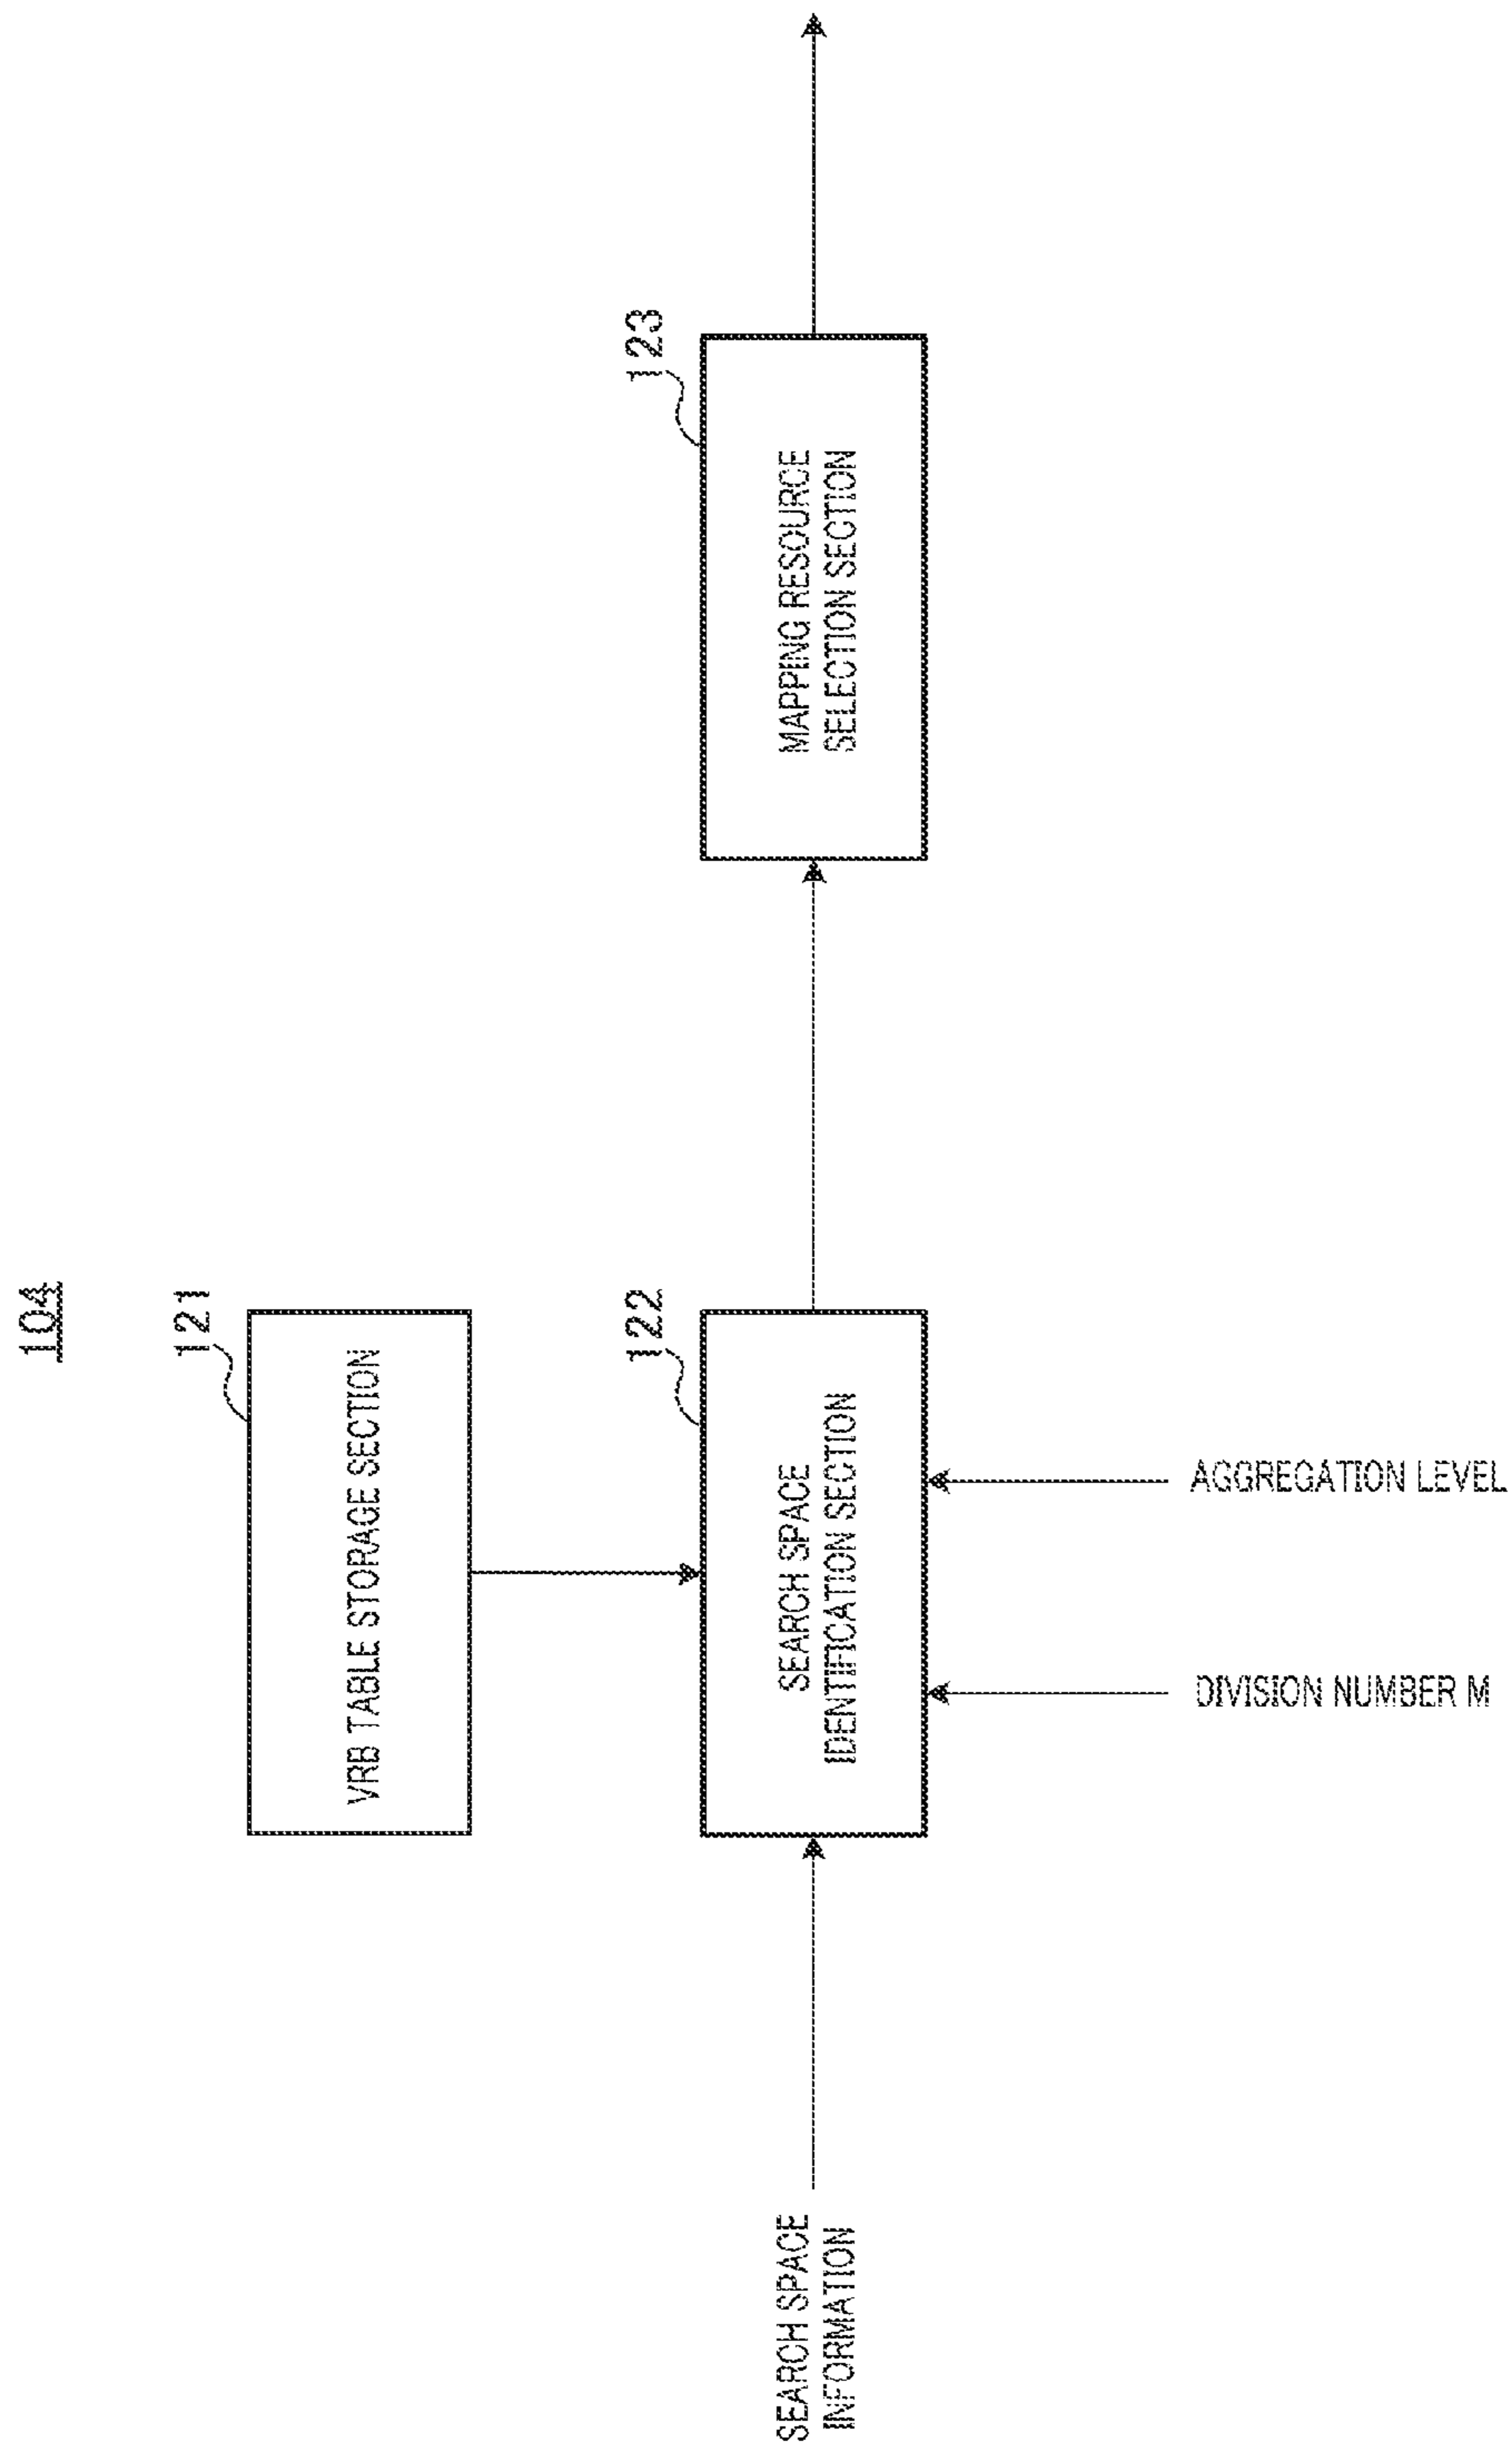 104
121
VRB TABLE STORAGE SECTION
122
SEARCH SPACE
IDENTIFICATION SECTION
123
MAPPING RESOURCE
SELECTION SECTION
SEARCH SPACE
INFORMATION
DIVISION NUMBER M
AGGREGATION LEVEL